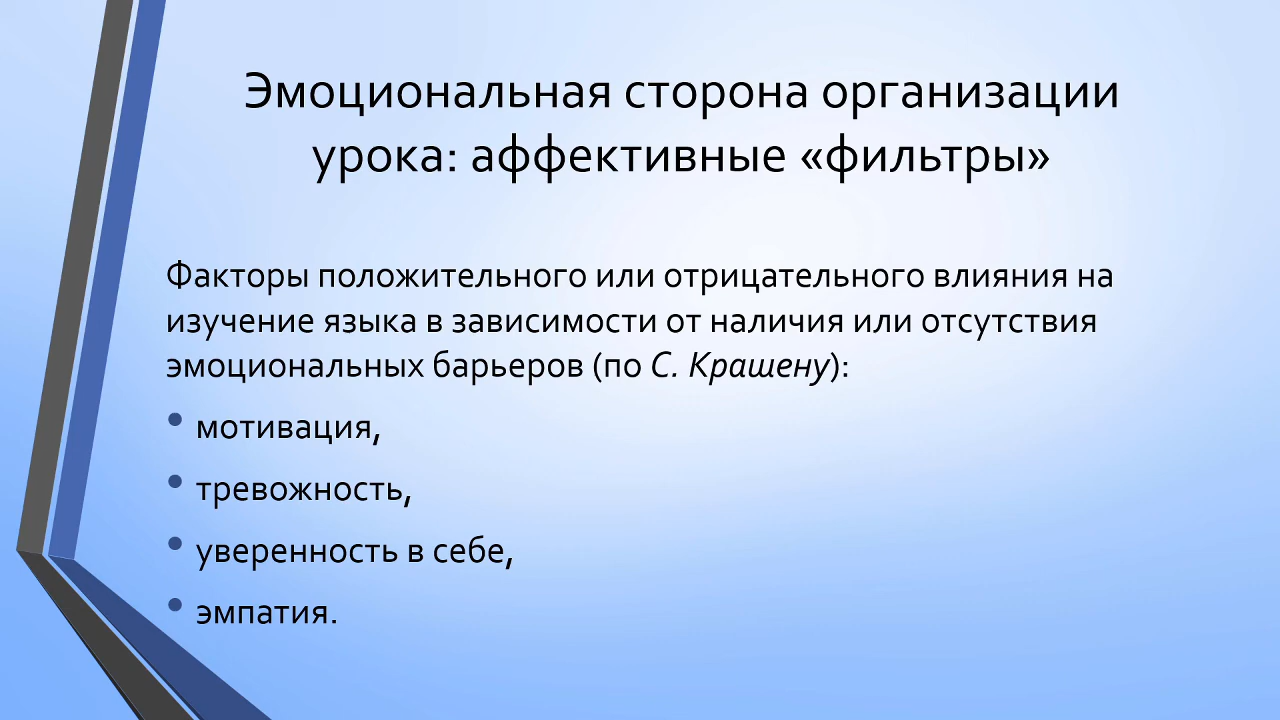 Эмоциональная сторона организации
урока: аффективные «фильтры»
Факторы положительного или отрицательного влияния на
изучение языка в зависимости от наличия или отсутствия
эмоциональных барьеров (по С. Крашену):
• мотивация,
• тревожность,
• уверенность в себе,
• эмпатия.